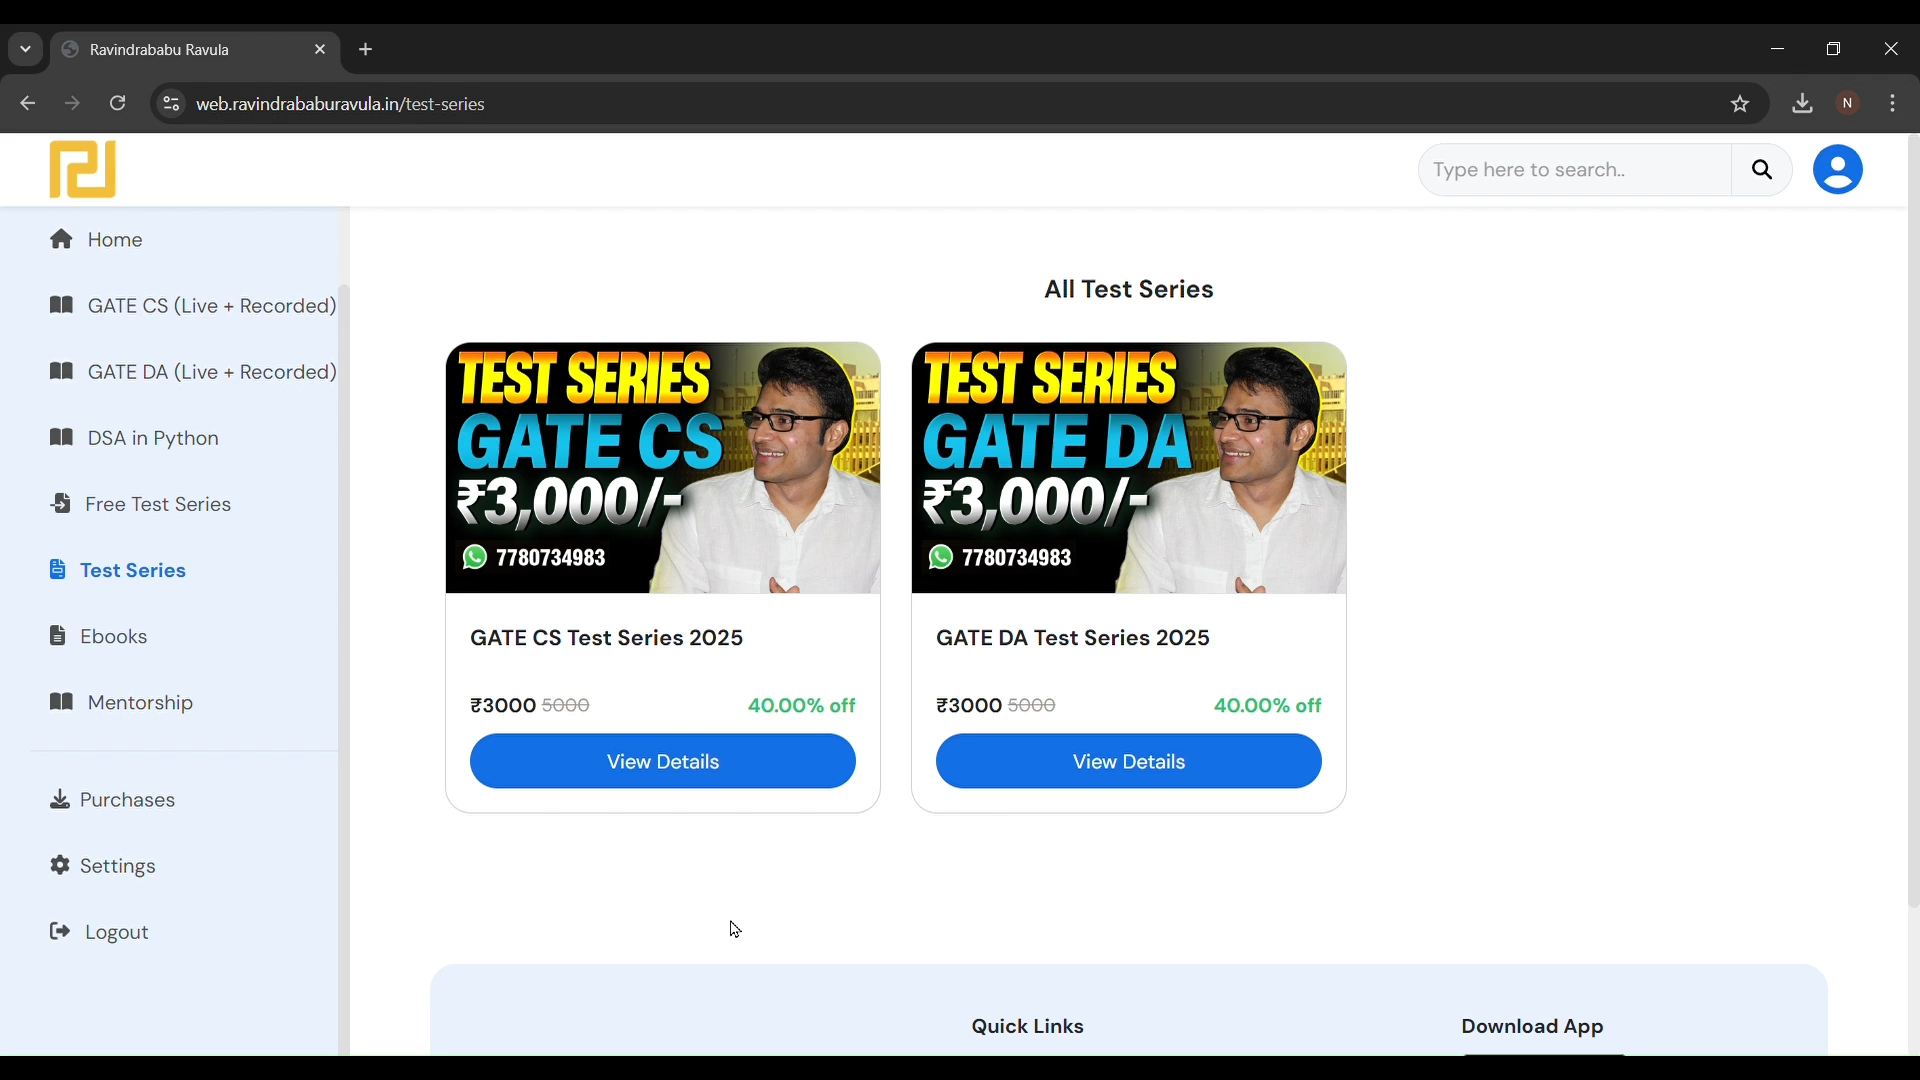 Ravindrababu Ravula
web.ravindrababuravula.in/test-series
N
Type here to search..
Home
GATE CS (Live + Recorded)
GATE DA (Live + Recorded)
DSA in Python
Free Test Series
Test Series
Ebooks
Mentorship
Purchases
Settings
Logout
All Test Series
TEST SERIES
GATE CS
₹3,000/-
7780734983
GATE CS Test Series 2025
₹3000 5000 40.00% off
View Details
TEST SERIES
GATE DA
₹3,000/-
7780734983
GATE DA Test Series 2025
₹3000 5000 40.00% off
View Details
Quick Links
Download App